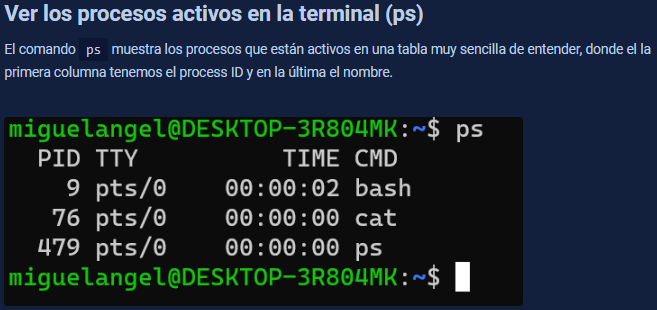 Ver los procesos activos en la terminal (ps)
El comando ps muestra los procesos que están activos en una tabla muy sencilla de entender, donde el la
primera columna tenemos el process ID y en la última el nombre.
miguelangel@DESKTOP-3R804MK:~$ ps
PID TTY TIME CMD
9 pts/0 00:00:02 bash
76 pts/0 00:00:00 cat
479 pts/0 00:00:00 ps
miguelangel@DESKTOP-3R804MK:~$